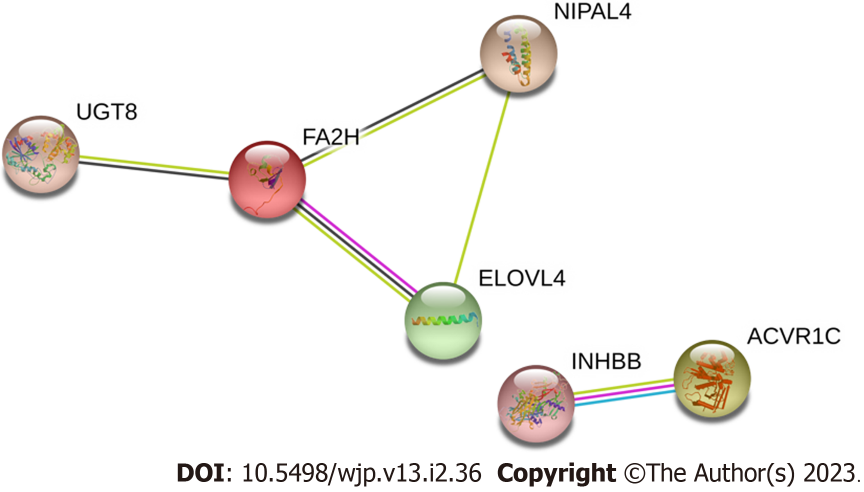 NIPAL4
UGT8
FA2H
ELOVL4
ACVR1C
INHBB
DOI: 10.5498/wjp.v13.i2.36 Copyright ©The Author(s) 2023.